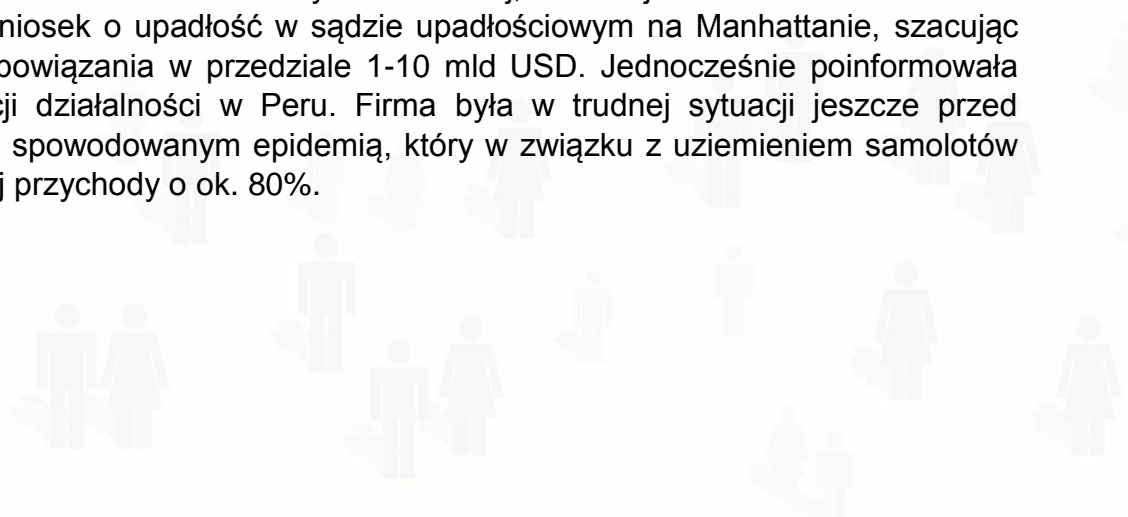 niosek o upadłość w sądzie upadłościowym na Manhattanie, szacując
powiązania w przedziale 1-10 mld USD. Jednocześnie poinformowała
cji działalności w Peru. Firma była w trudnej sytuacji jeszcze przed
spowodowanym epidemią, który w związku z uziemieniem samolotów
j przychody o ok. 80%.